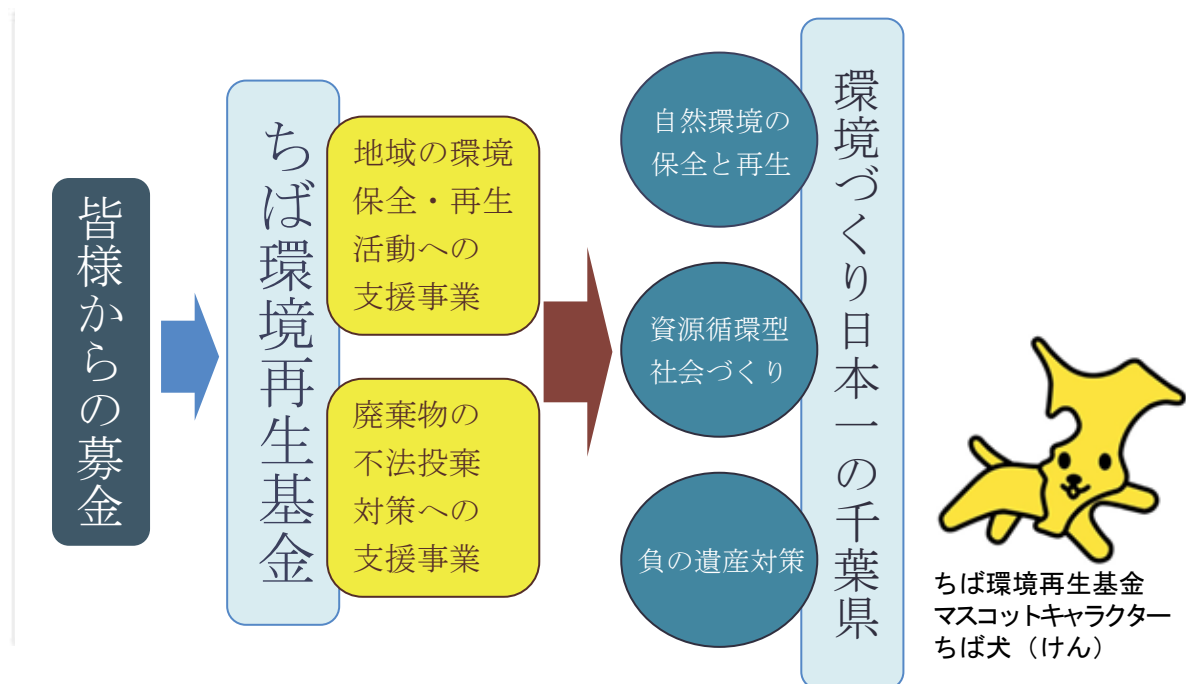 皆様からの募金
ちば環境再生基金
地域の環境
保全・再生
活動への
支援事業
廃棄物の
不法投棄
対策への
支援事業
自然環境の
保全と再生
資源循環型
社会づくり
負の遺産対策
環境づくり日本一の千葉県
ちば環境再生基金
マスコットキャラクター
ちば犬（けん）